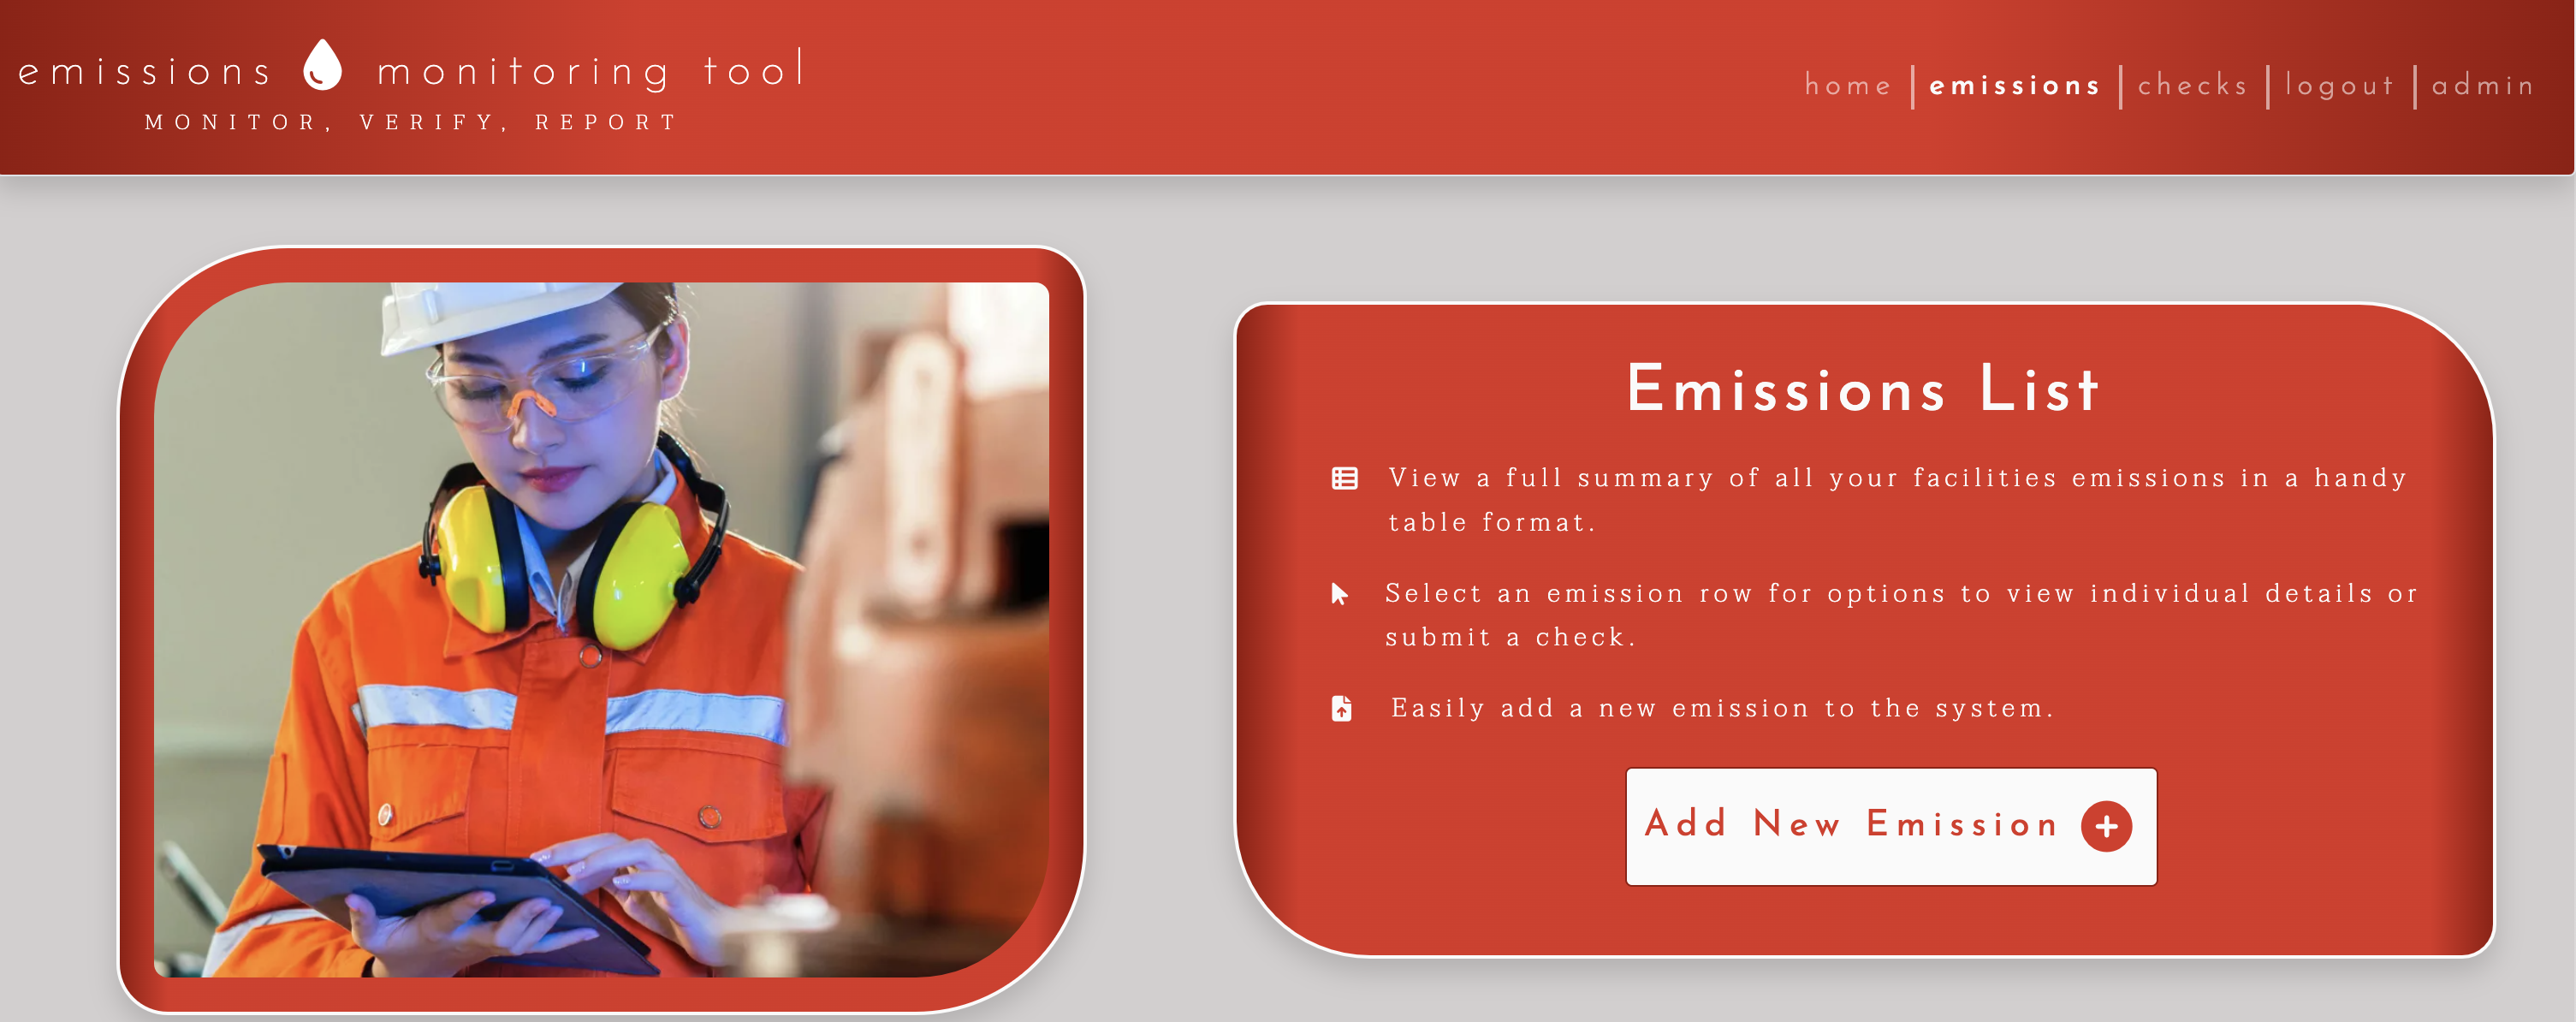 emissions monitoring tool
MONITOR, VERIFY, REPORT
home
emissions
checks
logout
admin
Emissions List
View a full summary of all your facilities emissions in a handy
table format.
Select an emission row for options to view individual details or
submit a check.
Easily add a new emission to the system.
Add New Emission